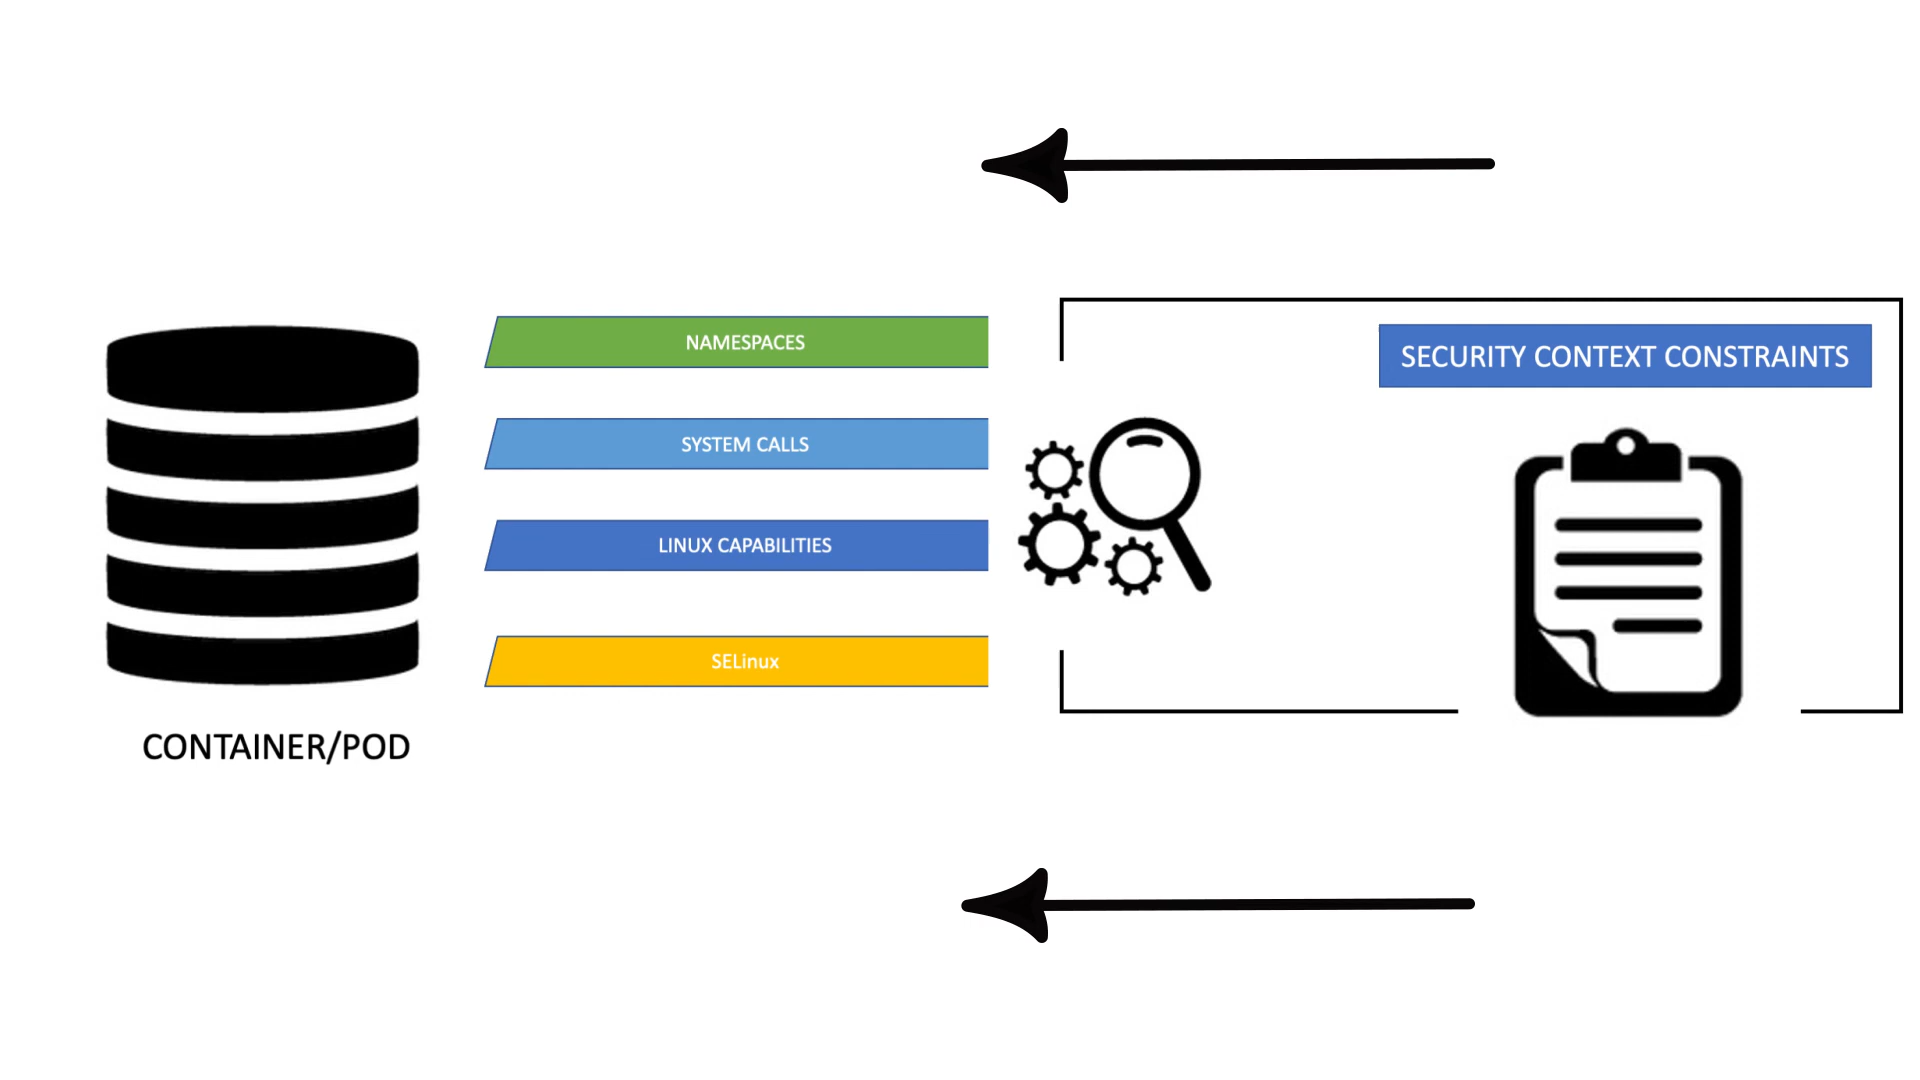 NAMESPACES
SECURITY CONTEXT CONSTRAINTS
SYSTEM CALLS
LINUX CAPABILITIES
SELinux
CONTAINER/POD